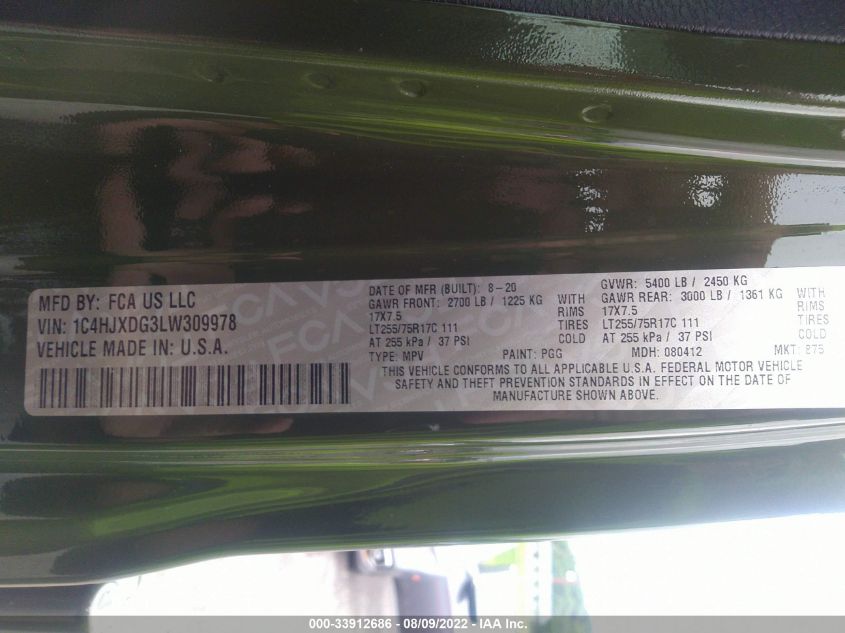 MFD BY: FCA US LLC
VIN: 1C4HJXDG3LW309978
VEHICLE MADE IN: U.S.A.
DATE OF MFR (BUILT): 8-20 GVWR: 5400 LB / 2450 KG
GAWR FRONT: 2700 LB / 1225 KG WITH GAWR REAR: 3000 LB / 1361 KG WITH
17X7.5 RIMS 17X7.5 RIMS
LT255/75R17C 111 TIRES LT255/75R17C 111 TIRES
AT 255 kPa / 37 PSI COLD AT 255 kPa / 37 PSI COLD
TYPE: MPV PAINT: PGG MDH: 080412 MKT: 875
THIS VEHICLE CONFORMS TO ALL APPLICABLE U.S.A. FEDERAL MOTOR VEHICLE
SAFETY AND THEFT PREVENTION STANDARDS IN EFFECT ON THE DATE OF
MANUFACTURE SHOWN ABOVE.
000-33912686 - 08/09/2022 - IAA Inc.